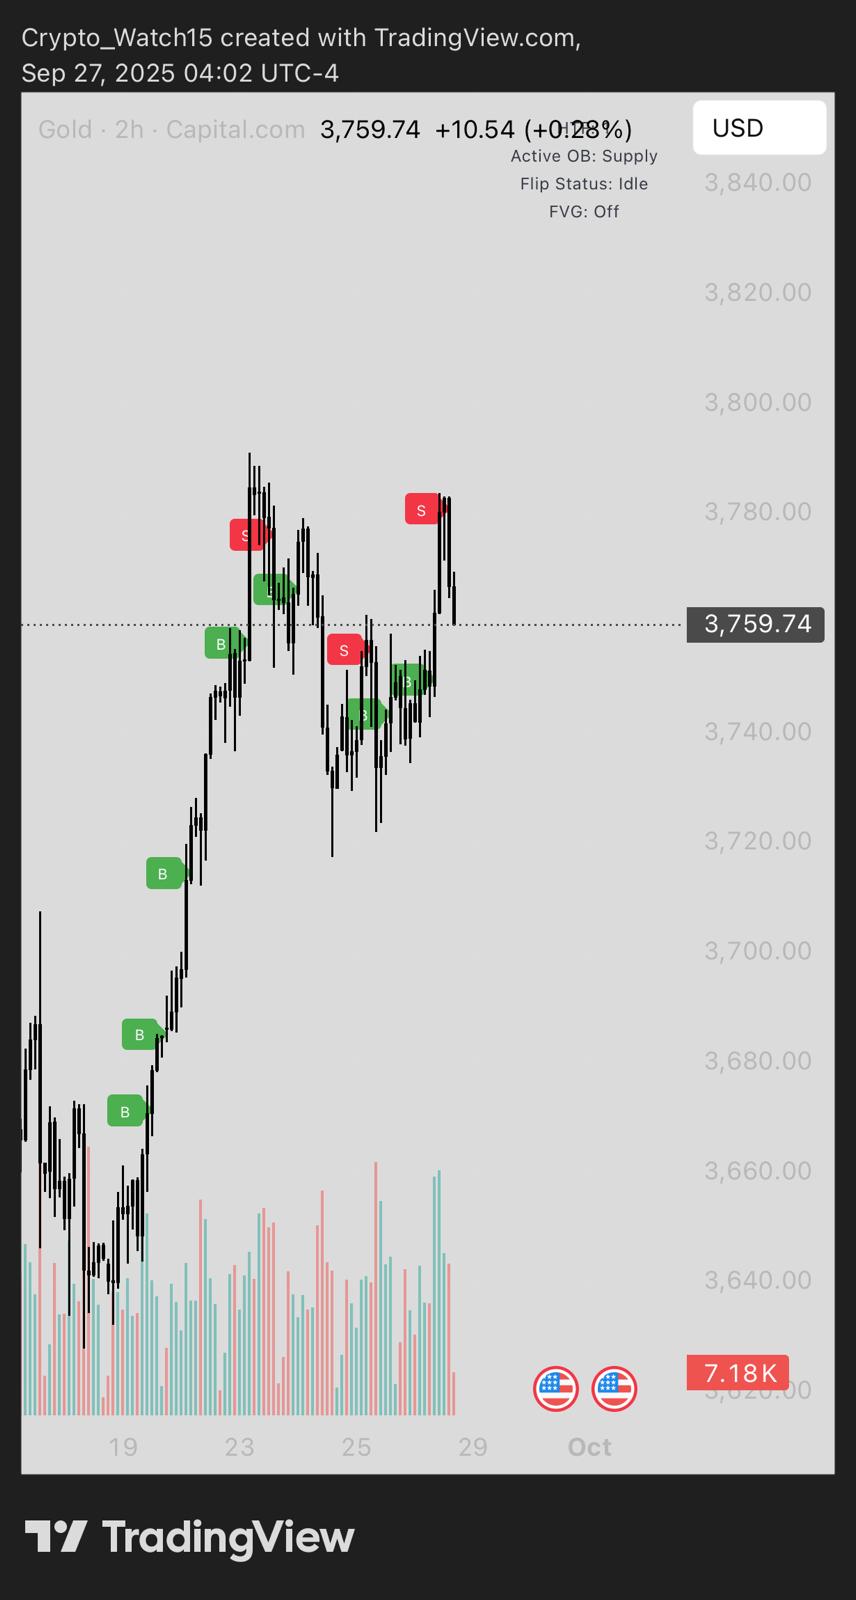 Crypto_Watch15 created with TradingView.com,
Sep 27, 2025 04:02 UTC-4
Gold · 2h · Capital.com 3,759.74 +10.54 (+0.28%)
USD
Active OB: Supply
Flip Status: Idle
FVG: Off
3,840.00
3,820.00
3,800.00
3,780.00
3,759.74
3,740.00
3,720.00
3,700.00
3,680.00
3,660.00
3,640.00
7.18K
3,620.00
S
S
B
B
S
B
B
B
B
B
19
23
25
29
Oct
TradingView